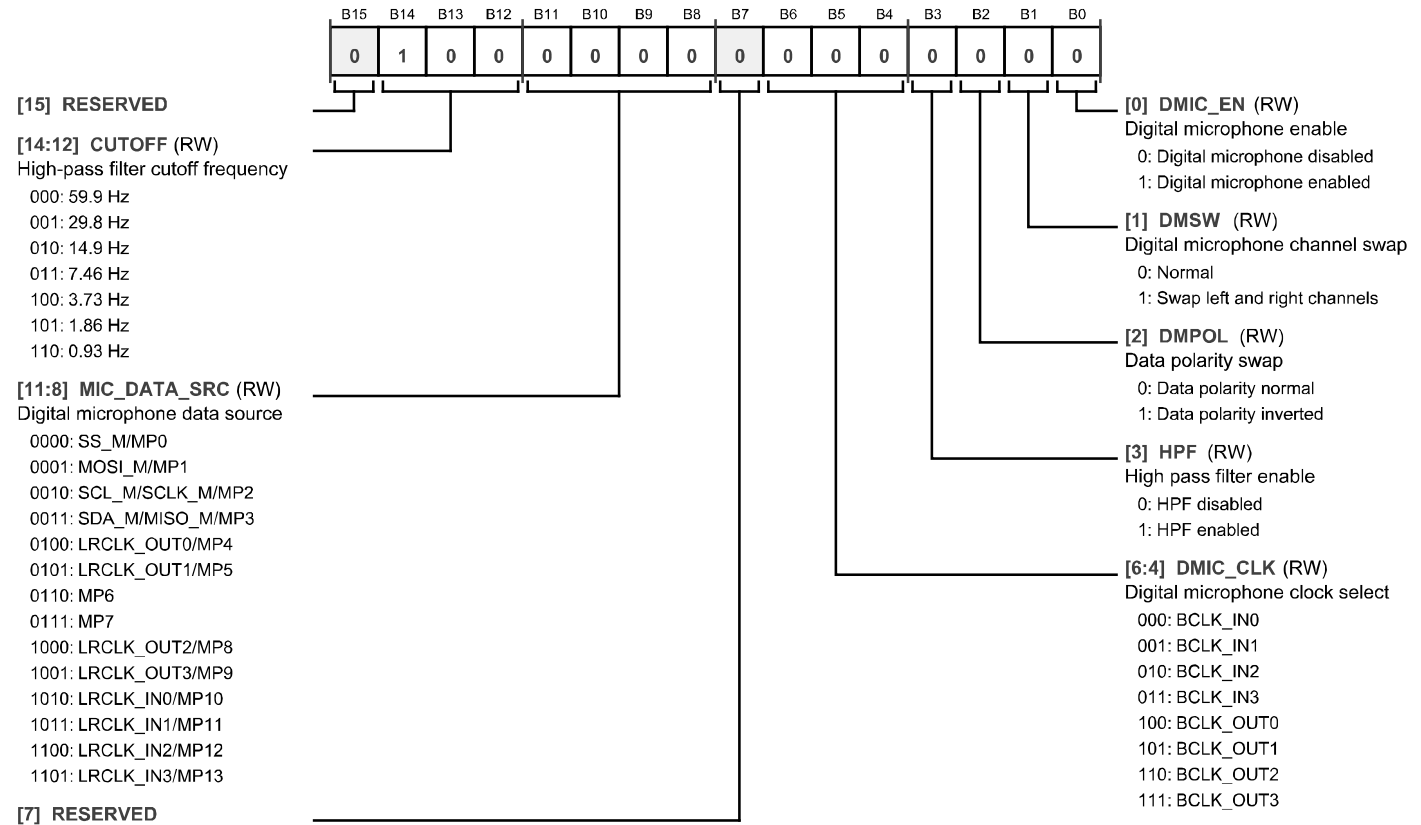 B15 B14 B13 B12 B11 B10 B9 B8 B7 B6 B5 B4 B3 B2 B1 B0
0 1 0 0 0 0 0 0 0 0 0 0 0 0 0 0
[15] RESERVED
[14:12] CUTOFF (RW)
High-pass filter cutoff frequency
000: 59.9 Hz
001: 29.8 Hz
010: 14.9 Hz
011: 7.46 Hz
100: 3.73 Hz
101: 1.86 Hz
110: 0.93 Hz
[11:8] MIC_DATA_SRC (RW)
Digital microphone data source
0000: SS_M/MP0
0001: MOSI_M/MP1
0010: SCL_M/SCLK_M/MP2
0011: SDA_M/MISO_M/MP3
0100: LRCLK_OUT0/MP4
0101: LRCLK_OUT1/MP5
0110: MP6
0111: MP7
1000: LRCLK_OUT2/MP8
1001: LRCLK_OUT3/MP9
1010: LRCLK_IN0/MP10
1011: LRCLK_IN1/MP11
1100: LRCLK_IN2/MP12
1101: LRCLK_IN3/MP13
[7] RESERVED
[0] DMIC_EN (RW)
Digital microphone enable
0: Digital microphone disabled
1: Digital microphone enabled
[1] DMSW (RW)
Digital microphone channel swap
0: Normal
1: Swap left and right channels
[2] DMPOL (RW)
Data polarity swap
0: Data polarity normal
1: Data polarity inverted
[3] HPF (RW)
High pass filter enable
0: HPF disabled
1: HPF enabled
[6:4] DMIC_CLK (RW)
Digital microphone clock select
000: BCLK_IN0
001: BCLK_IN1
010: BCLK_IN2
011: BCLK_IN3
100: BCLK_OUT0
101: BCLK_OUT1
110: BCLK_OUT2
111: BCLK_OUT3